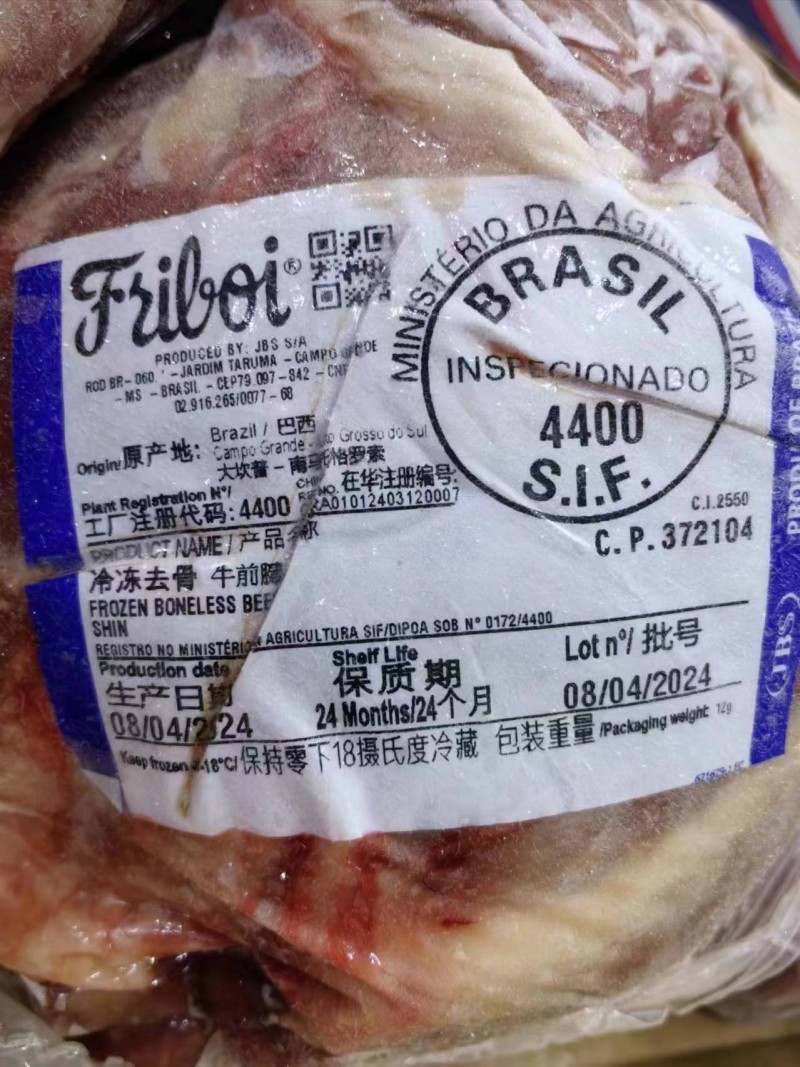 Friboi®
PRODUCED BY: JBS S/A
ROD BR-060, -JARDIM TARUMA -CAMPO
-MS -BRASIL -CEP79.097-842 -
02.916.265/0077-68
Origin/原产地: Brazil / 巴西
Campo Grande - Grosso do Sul
大坎普-南马托格罗索
Plant Registration Nº/
工厂注册代码: 4400
在华注册编号:
A01012403120007
PRODUCT NAME / 产品 称
冷冻去骨 牛前腱
FROZEN BONELESS
SHIN
REGISTRO NO AGRICULTURA SIF/DIPOA SOB Nº 0172/4400
Production date
生产日期
08/04/2024
Shelf Life
保质期
24 Months/24个月
Lot nº/ 批号
08/04/2024
Keep frozen -18°C/保持零下18摄氏度冷藏 包装重量/Packaging weight: 12g
MINISTÉRIO DA AGRICULTURA
BRASIL
INSPECIONADO
4400
S.I.F.
C.I.2550
C.P.372104
(JBS)